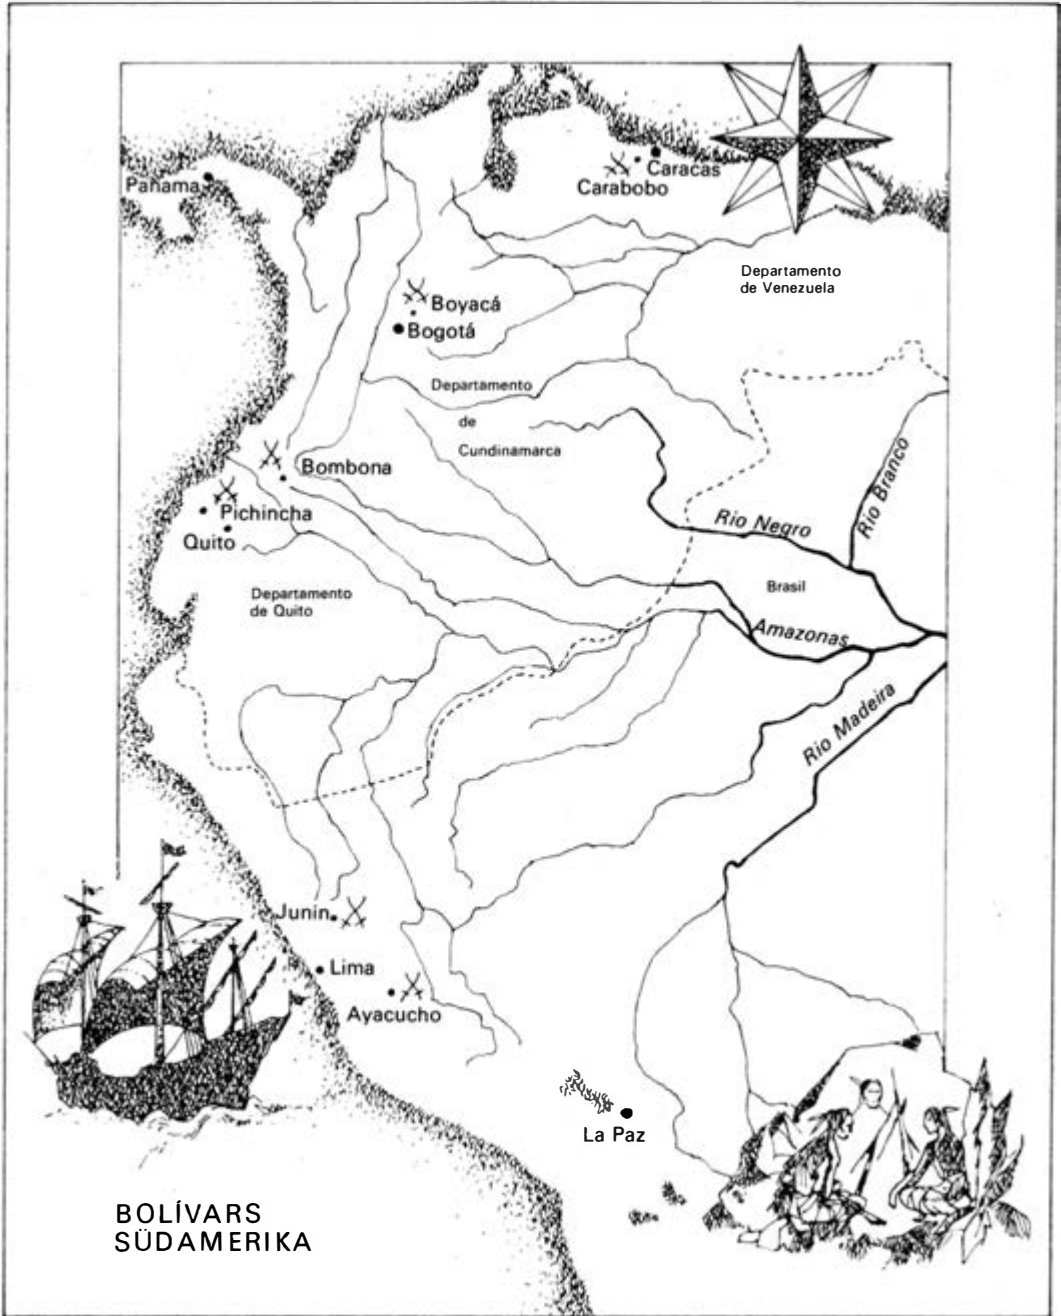 Panama
Caracas
Carabobo
Departamento
de Venezuela
Boyacá
Bogotá
Departamento
de
Cundinamarca
Bombona
Pichincha
Quito
Rio Negro
Rio Branco
Departamento
de Quito
Brasil
Amazonas
Rio Madeira
Junin
Lima
Ayacucho
La Paz
BOLÍVARS
SÜDAMERIKA